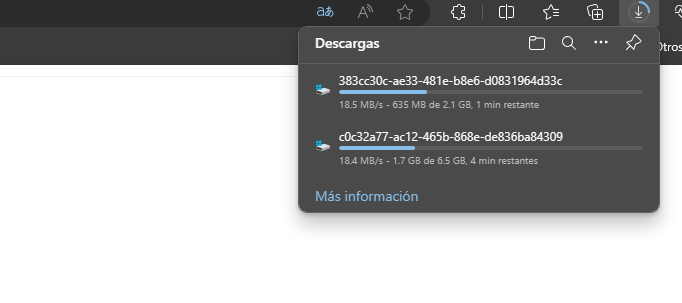 aあ
A
Descargas
Otros
383cc30c-ae33-481e-b8e6-d0831964d33c
18.5 MB/s - 635 MB de 2.1 GB, 1 min restante
c0c32a77-ac12-465b-868e-de836ba84309
18.4 MB/s - 1.7 GB de 6.5 GB, 4 min restantes
Más información